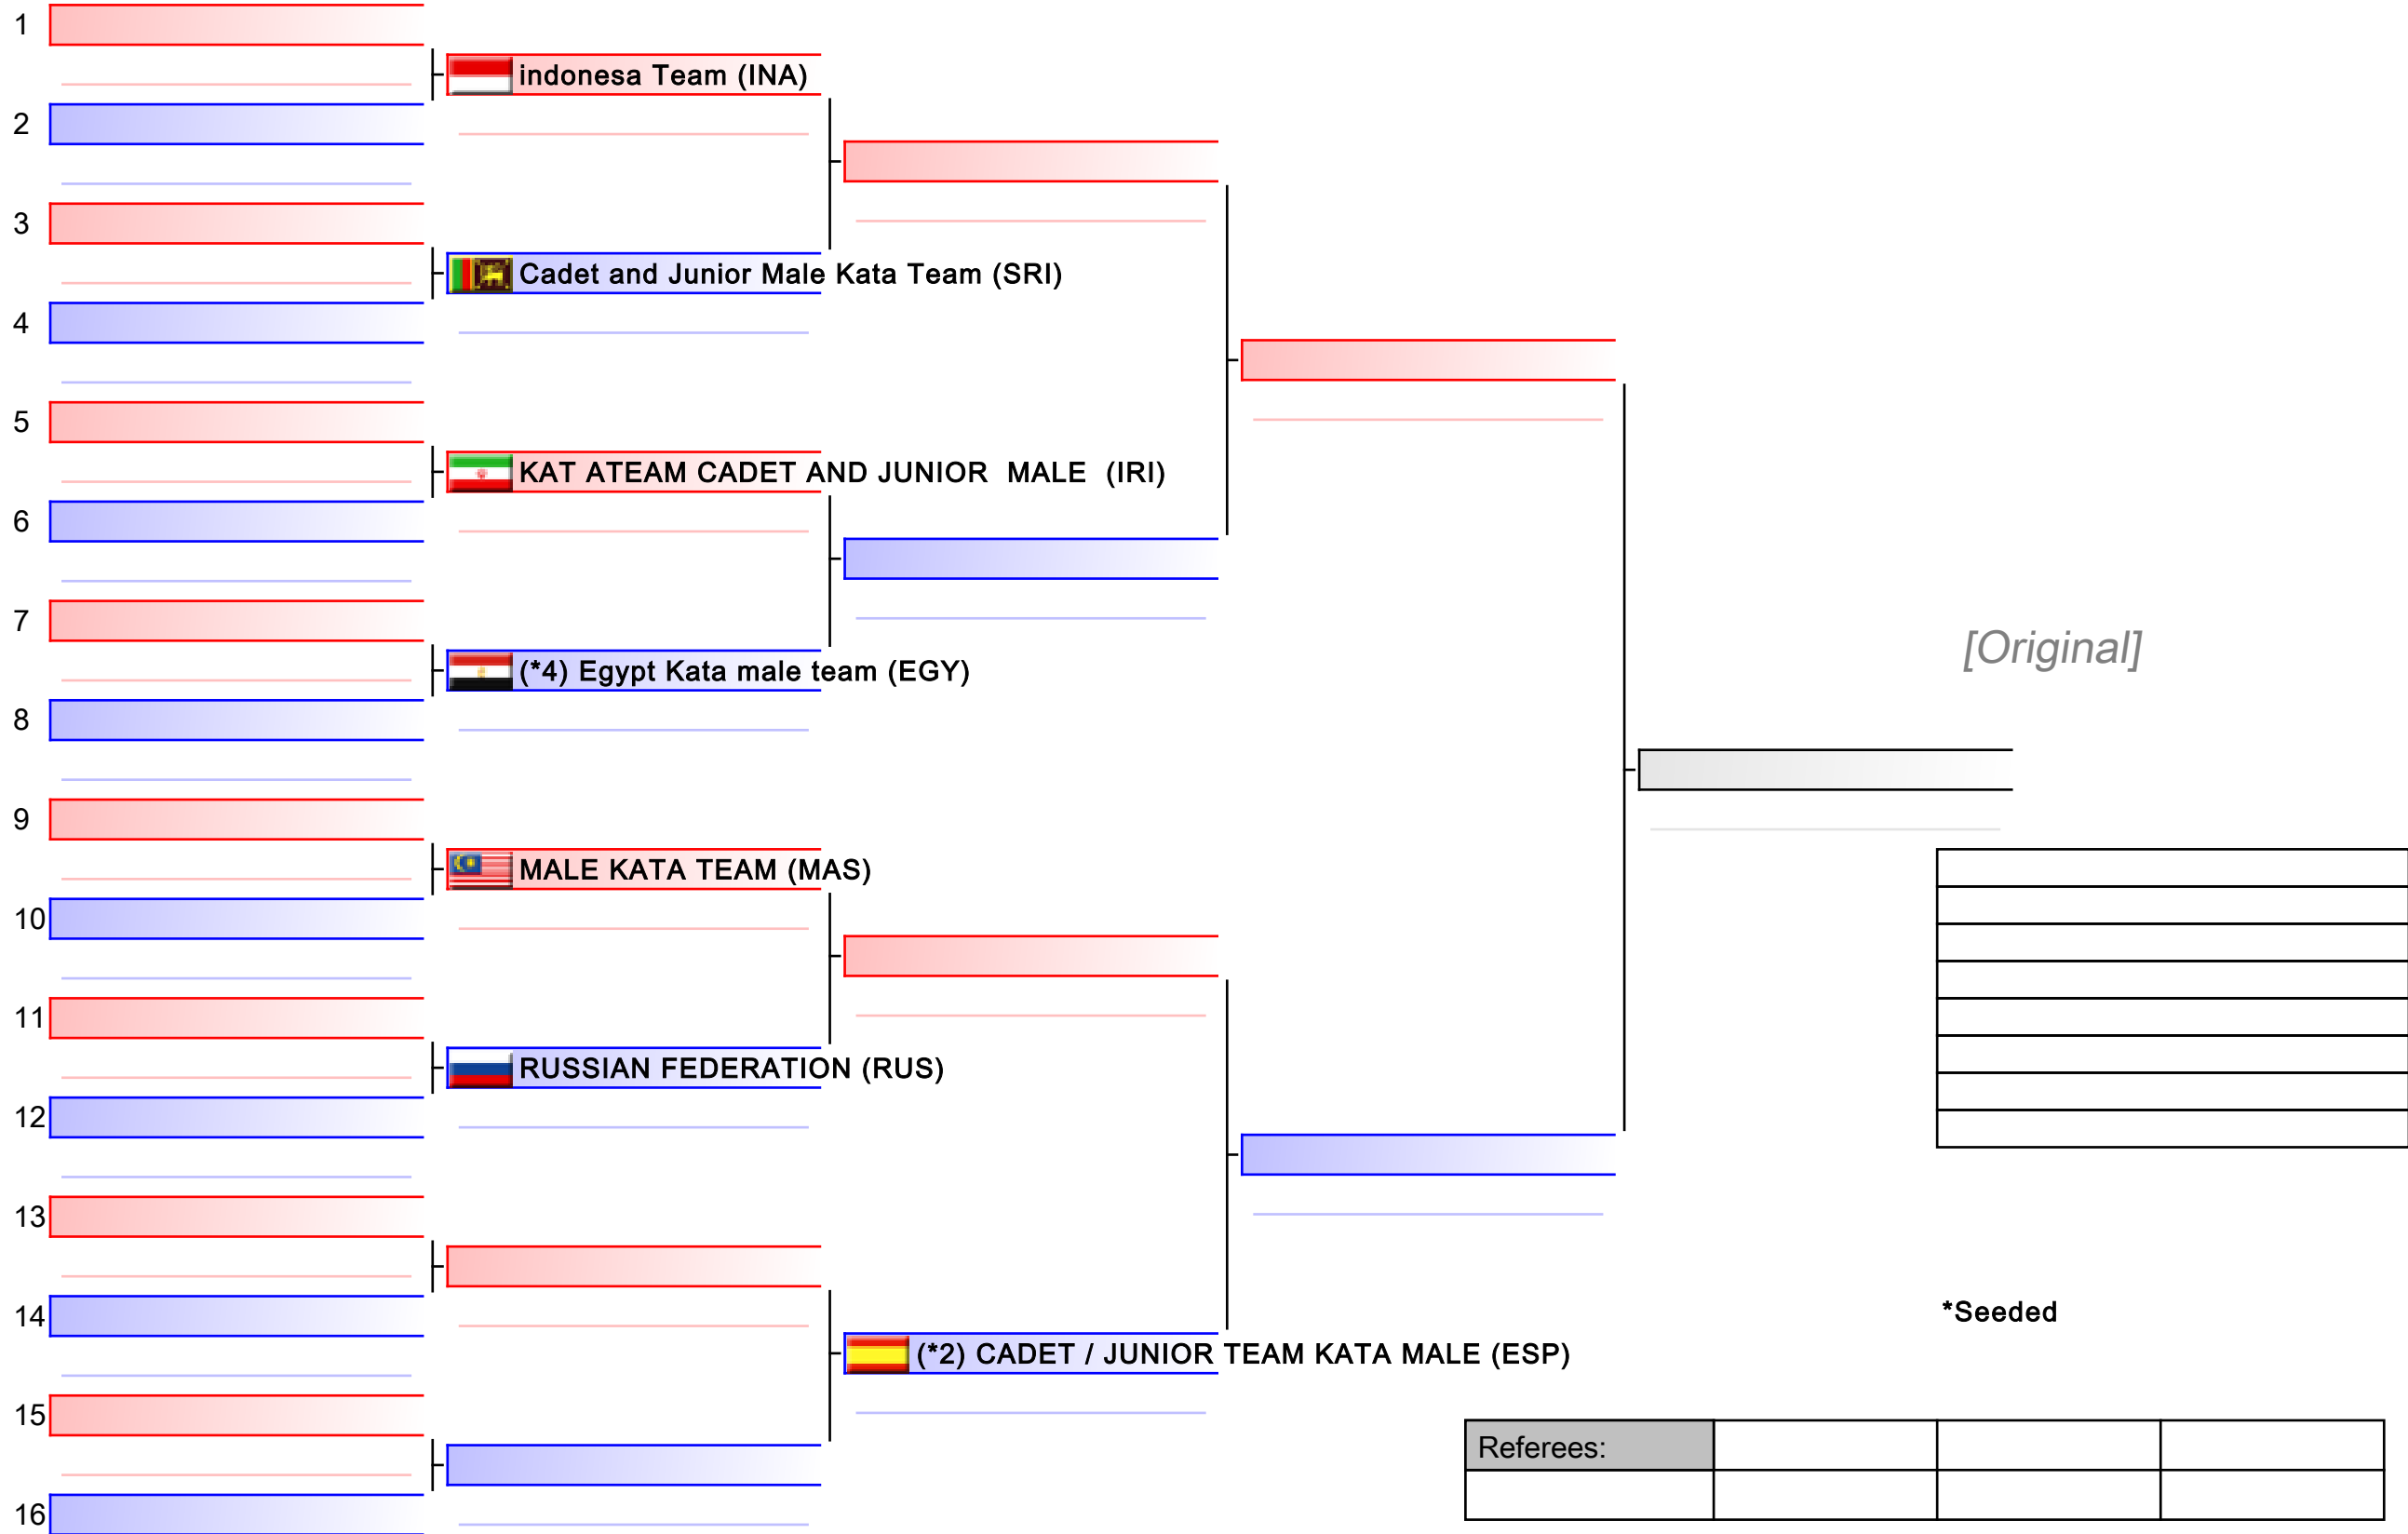 1
indonesa Team (INA)
2
3
Cadet and Junior Male Kata Team (SRI)
4
5
KAT ATEAM CADET AND JUNIOR  MALE  (IRI)
6
7
[Original]
(*4) Egypt Kata male team (EGY)
8
9
MALE KATA TEAM (MAS)
10
11
RUSSIAN FEDERATION (RUS)
12
13
14
*Seeded
(*2) CADET / JUNIOR TEAM KATA MALE (ESP)
15
Referees:
16